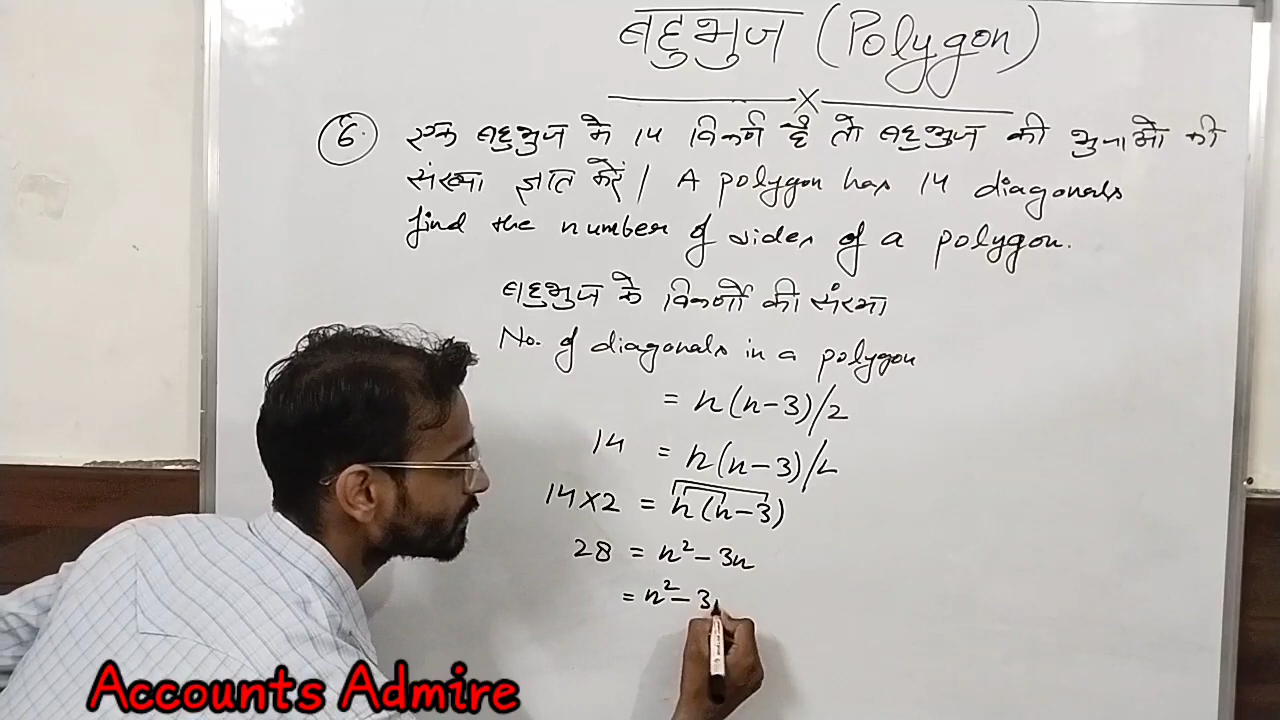 बहुभुज (Polygon)
6. एक बहुभुज के 14 विकर्ण है तो बहुभुज की भुजाओ की
संख्या ज्ञात करें / A polygon has 14 diagonals
find the number of sides of a polygon.
बहुभुज के विकर्णों की संख्या
No. of diagonals in a polygon
= n(n-3)/2
14 = n(n-3)/2
14×2 = n(n-3)
28 = n²-3n
= n²-3
Accounts Admire